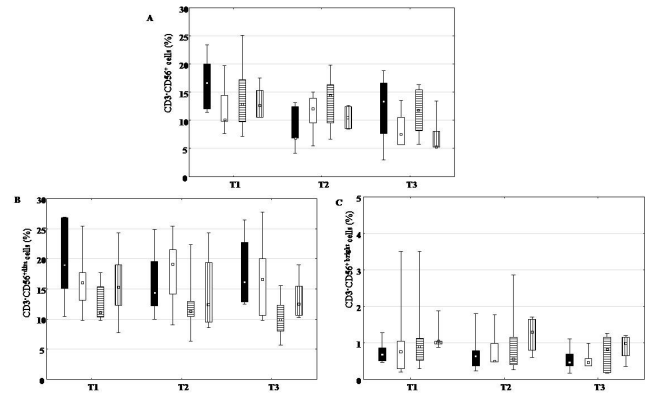 A
CD3⁺CD56⁺ cells (%)
30
25
20
15
10
5
0
T1 T2 T3
B
CD3⁻CD56⁺ᵈⁱᵐ cells (%)
30
25
20
15
10
5
0
T1 T2 T3
C
CD3⁻CD56⁺ ᵇʳⁱᵍʰᵗ cells (%)
5
4
3
2
1
0
T1 T2 T3